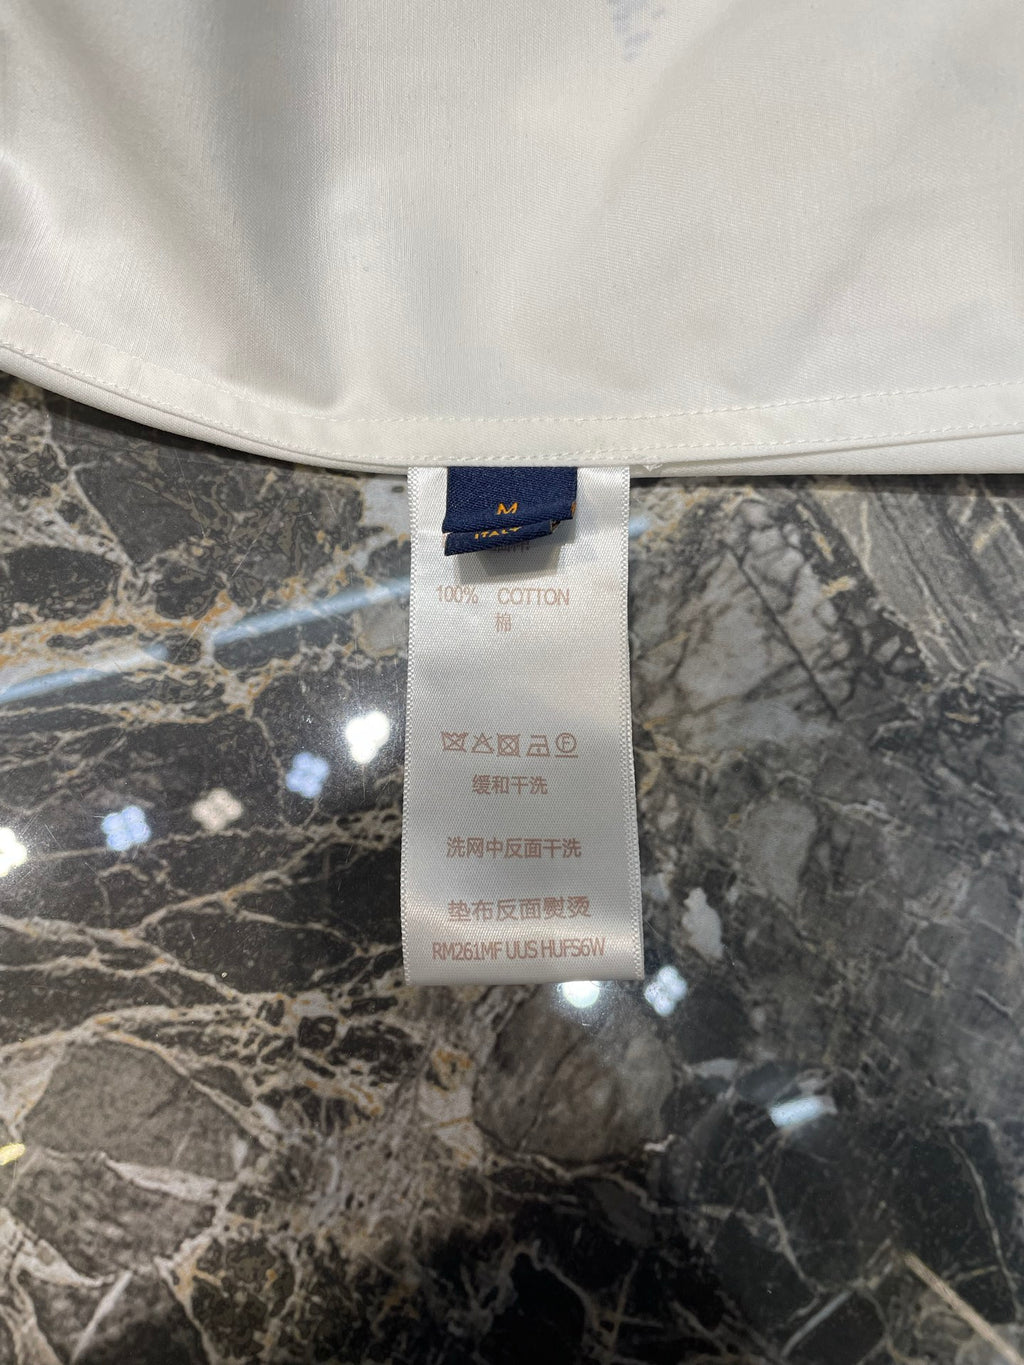 M
ITALY
100% COTTON
棉
缓和干洗
洗网中反面干洗
垫布反面熨烫
RM261MF UUS HUFS6W